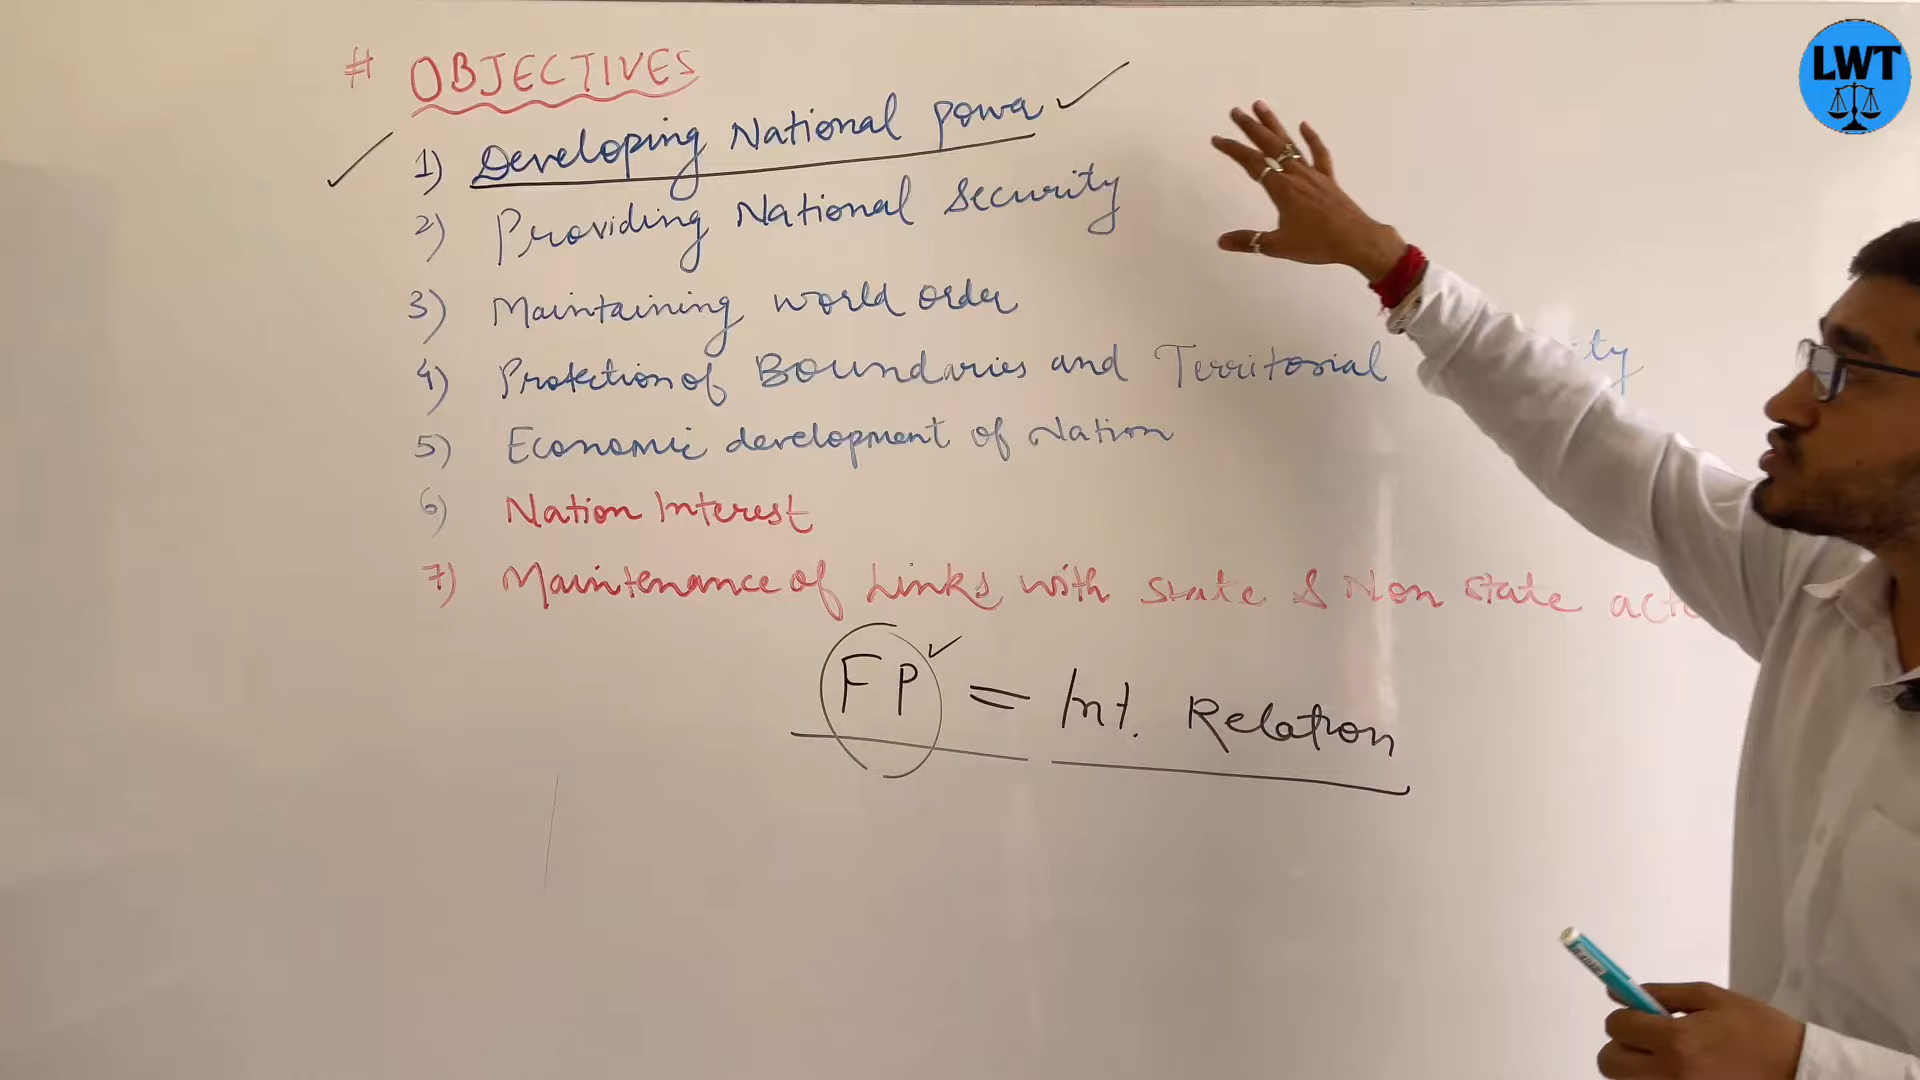 LWT
# OBJECTIVES
1) Developing National powa
2) Providing National Security
3) Maintaining world order
4) Protection of Boundaries and Territorial
5) Economic development of Nation
6) Nation Interest
7) Maintenance of Links with state & Non state
FP = Int. Relation